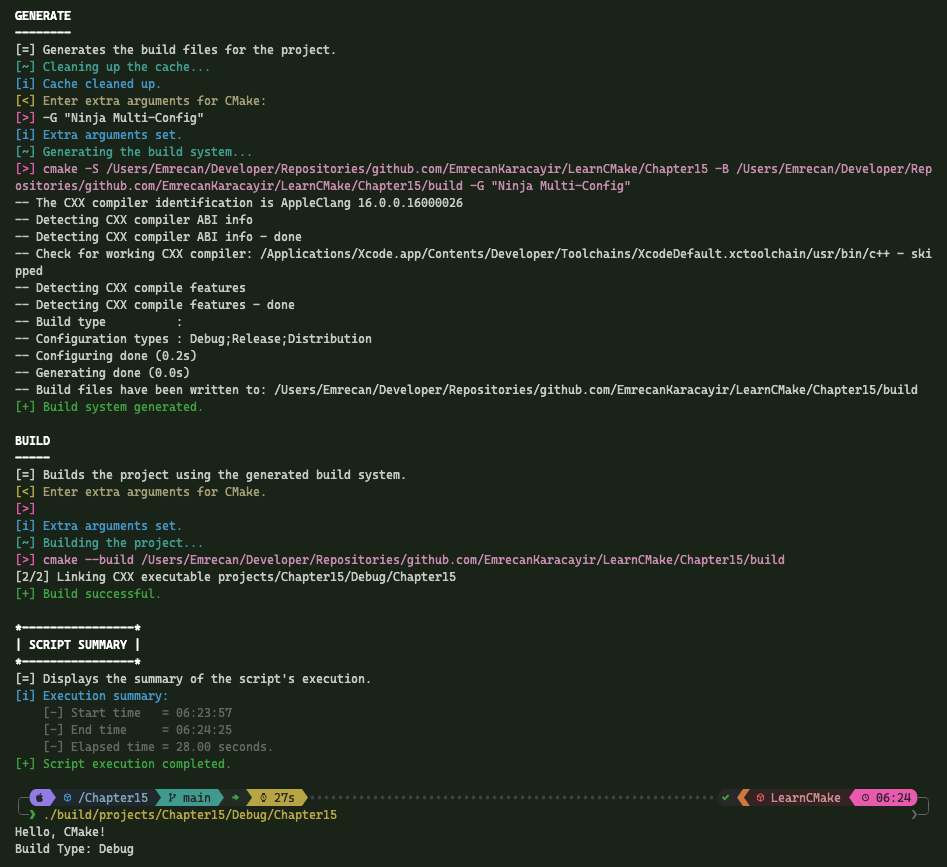 GENERATE
--------
[=] Generates the build files for the project.
[~] Cleaning up the cache...
[i] Cache cleaned up.
[<] Enter extra arguments for CMake:
[>] -G "Ninja Multi-Config"
[i] Extra arguments set.
[~] Generating the build system...
[>] cmake -S /Users/Emrecan/Developer/Repositories/github.com/EmrecanKaracayir/LearnCMake/Chapter15 -B /Users/Emrecan/Developer/Rep
ositories/github.com/EmrecanKaracayir/LearnCMake/Chapter15/build -G "Ninja Multi-Config"
-- The CXX compiler identification is AppleClang 16.0.0.16000026
-- Detecting CXX compiler ABI info
-- Detecting CXX compiler ABI info - done
-- Check for working CXX compiler: /Applications/Xcode.app/Contents/Developer/Toolchains/XcodeDefault.xctoolchain/usr/bin/c++ - ski
pped
-- Detecting CXX compile features
-- Detecting CXX compile features - done
-- Build type          :
-- Configuration types : Debug;Release;Distribution
-- Configuring done (0.2s)
-- Generating done (0.0s)
-- Build files have been written to: /Users/Emrecan/Developer/Repositories/github.com/EmrecanKaracayir/LearnCMake/Chapter15/build
[+] Build system generated.

BUILD
-----
[=] Builds the project using the generated build system.
[<] Enter extra arguments for CMake.
[>]
[i] Extra arguments set.
[~] Building the project...
[>] cmake --build /Users/Emrecan/Developer/Repositories/github.com/EmrecanKaracayir/LearnCMake/Chapter15/build
[2/2] Linking CXX executable projects/Chapter15/Debug/Chapter15
[+] Build successful.

*----------------*
| SCRIPT SUMMARY |
*----------------*
[=] Displays the summary of the script's execution.
[i] Execution summary:
    [-] Start time   = 06:23:57
    [-] End time     = 06:24:25
    [-] Elapsed time = 28.00 seconds.
[+] Script execution completed.

/Chapter15 main 27s LearnCMake 06:24
./build/projects/Chapter15/Debug/Chapter15
Hello, CMake!
Build Type: Debug